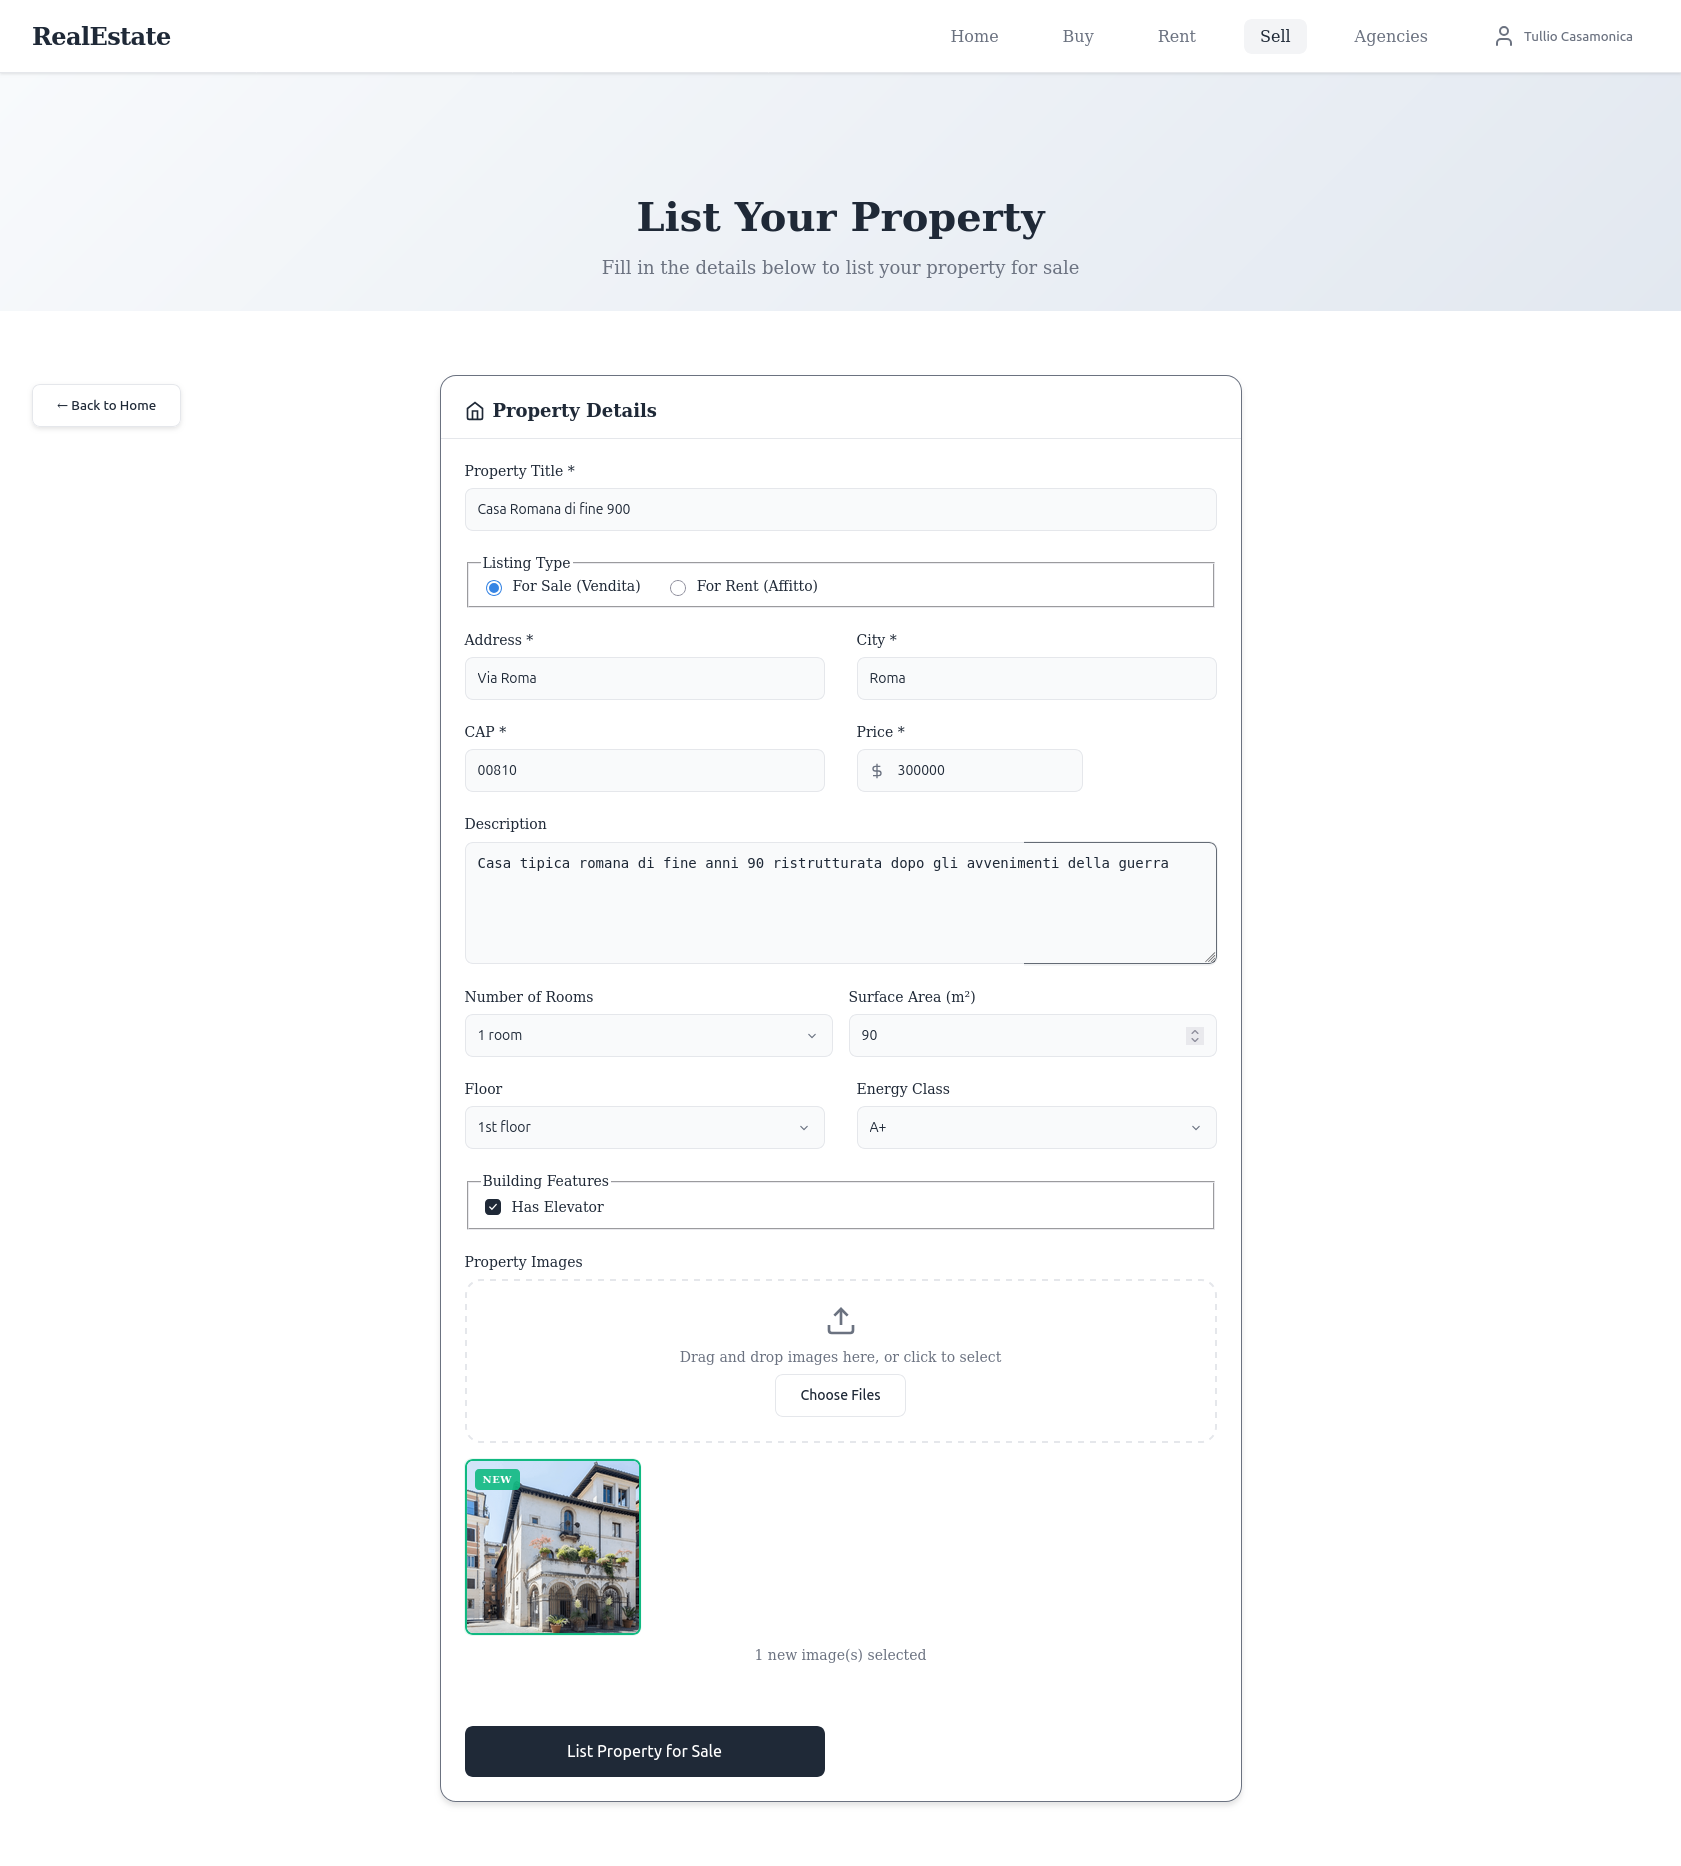 RealEstate
Home Buy Rent Sell Agencies Tullio Casamonica
List Your Property
Fill in the details below to list your property for sale
← Back to Home
Property Details
Property Title *
Casa Romana di fine 900
Listing Type
For Sale (Vendita) For Rent (Affitto)
Address * City *
Via Roma Roma
CAP * Price *
00810 $ 300000
Description
Casa tipica romana di fine anni 90 ristrutturata dopo gli avvenimenti della guerra
Number of Rooms Surface Area (m²)
1 room 90
Floor Energy Class
1st floor A+
Building Features
Has Elevator
Property Images
Drag and drop images here, or click to select
Choose Files
NEW
1 new image(s) selected
List Property for Sale